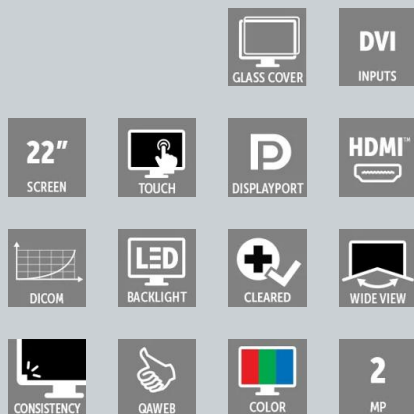 GLASS COVER
DVI
INPUTS
22”
SCREEN
TOUCH
DISPLAYPORT
HDMI™
DICOM
LED
BACKLIGHT
CLEARED
WIDE VIEW
CONSISTENCY
QAWEB
COLOR
2
MP